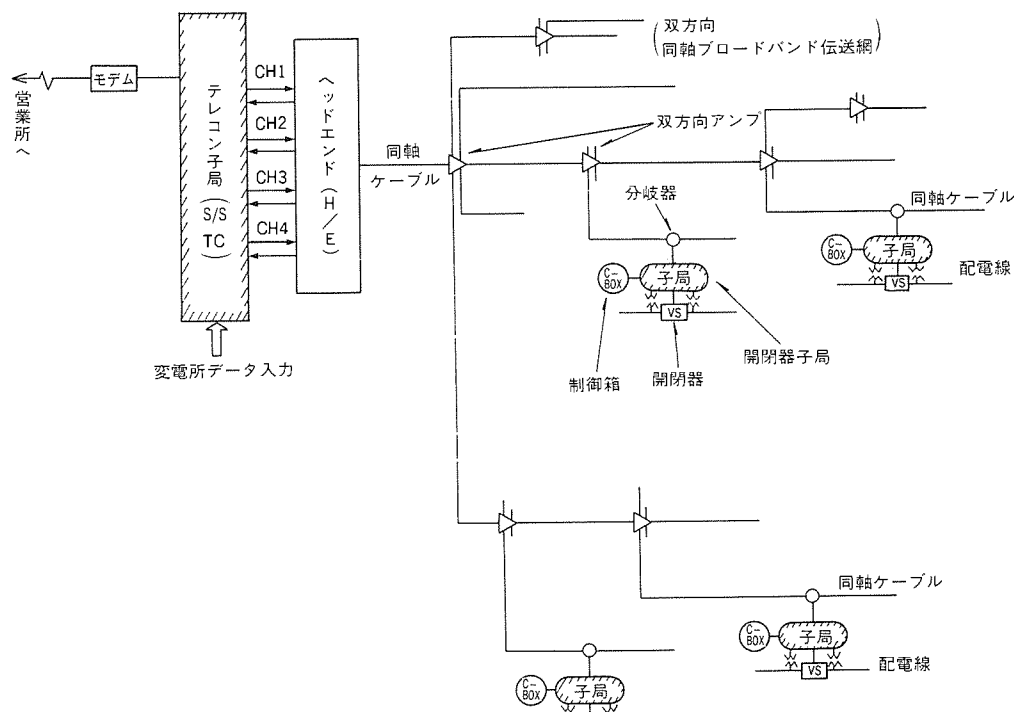 営業所へ
モデム
テレコン子局(S/S TC)
CH1
CH2
CH3
CH4
ヘッドエンド(H/E)
変電所データ入力
同軸
ケーブル
(双方向
同軸ブロードバンド伝送網)
双方向アンプ
分岐器
C-
BOX
子局
VS
制御箱
開閉器
開閉器子局
同軸ケーブル
C-
BOX
子局
配電線
VS
同軸ケーブル
C-
BOX
子局
配電線
VS
C-
BOX
子局